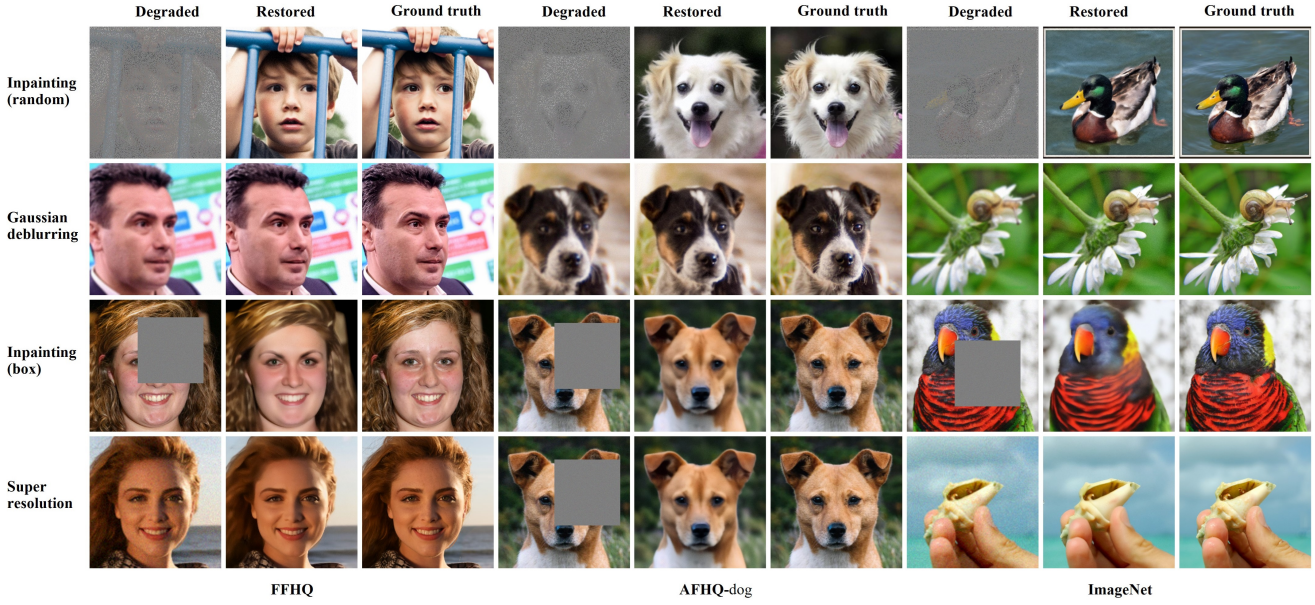 Degraded Restored Ground truth Degraded Restored Ground truth Degraded Restored Ground truth
Inpainting
(random)
Gaussian
deblurring
Inpainting
(box)
Super
resolution
FFHQ AFHQ-dog ImageNet